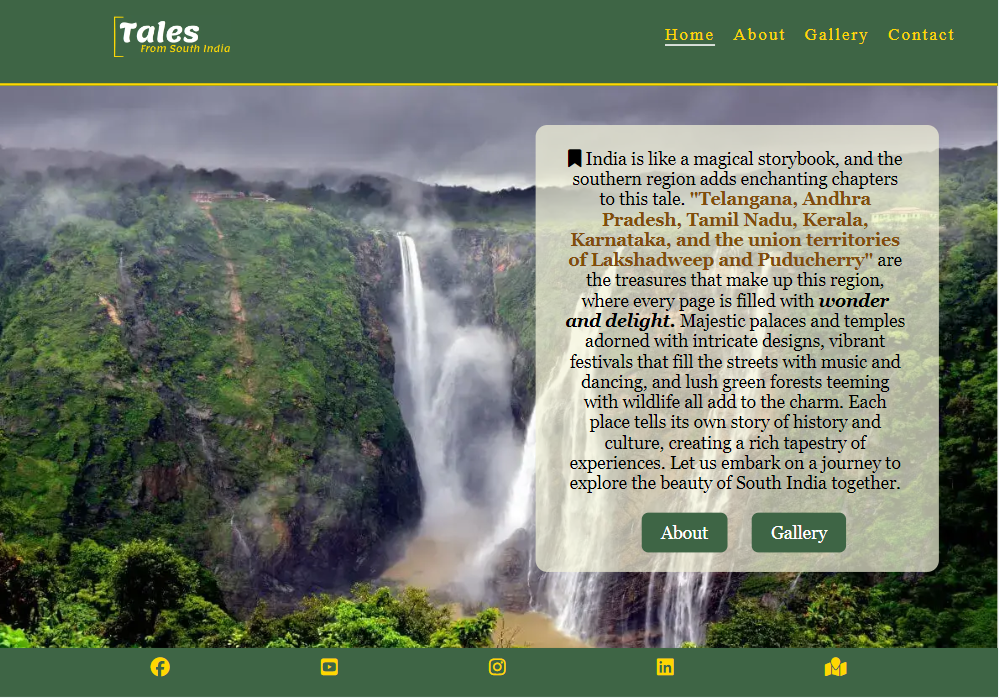 Tales
From South India
Home About Gallery Contact
India is like a magical storybook, and the
southern region adds enchanting chapters
to this tale. "Telangana, Andhra
Pradesh, Tamil Nadu, Kerala,
Karnataka, and the union territories
of Lakshadweep and Puducherry" are
the treasures that make up this region,
where every page is filled with wonder
and delight. Majestic palaces and temples
adorned with intricate designs, vibrant
festivals that fill the streets with music and
dancing, and lush green forests teeming
with wildlife all add to the charm. Each
place tells its own story of history and
culture, creating a rich tapestry of
experiences. Let us embark on a journey to
explore the beauty of South India together.
About Gallery